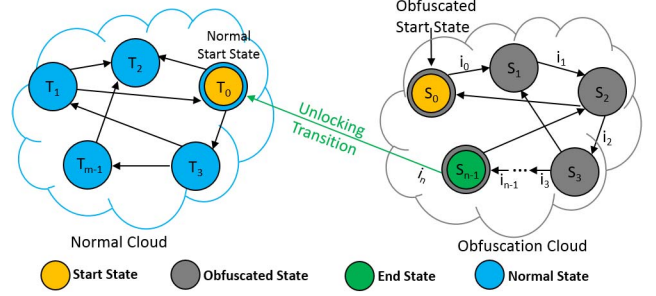 Obfuscated
Start State
Normal
Start State
T₂
T₁
T₀
Tₘ₋₁
T₃
Unlocking
Transition
i₀
S₁
i₁
S₀
S₂
i₂
Sₙ₋₁
iₙ
iₙ₋₁
i₃
S₃
Normal Cloud
Obfuscation Cloud
Start State
Obfuscated State
End State
Normal State